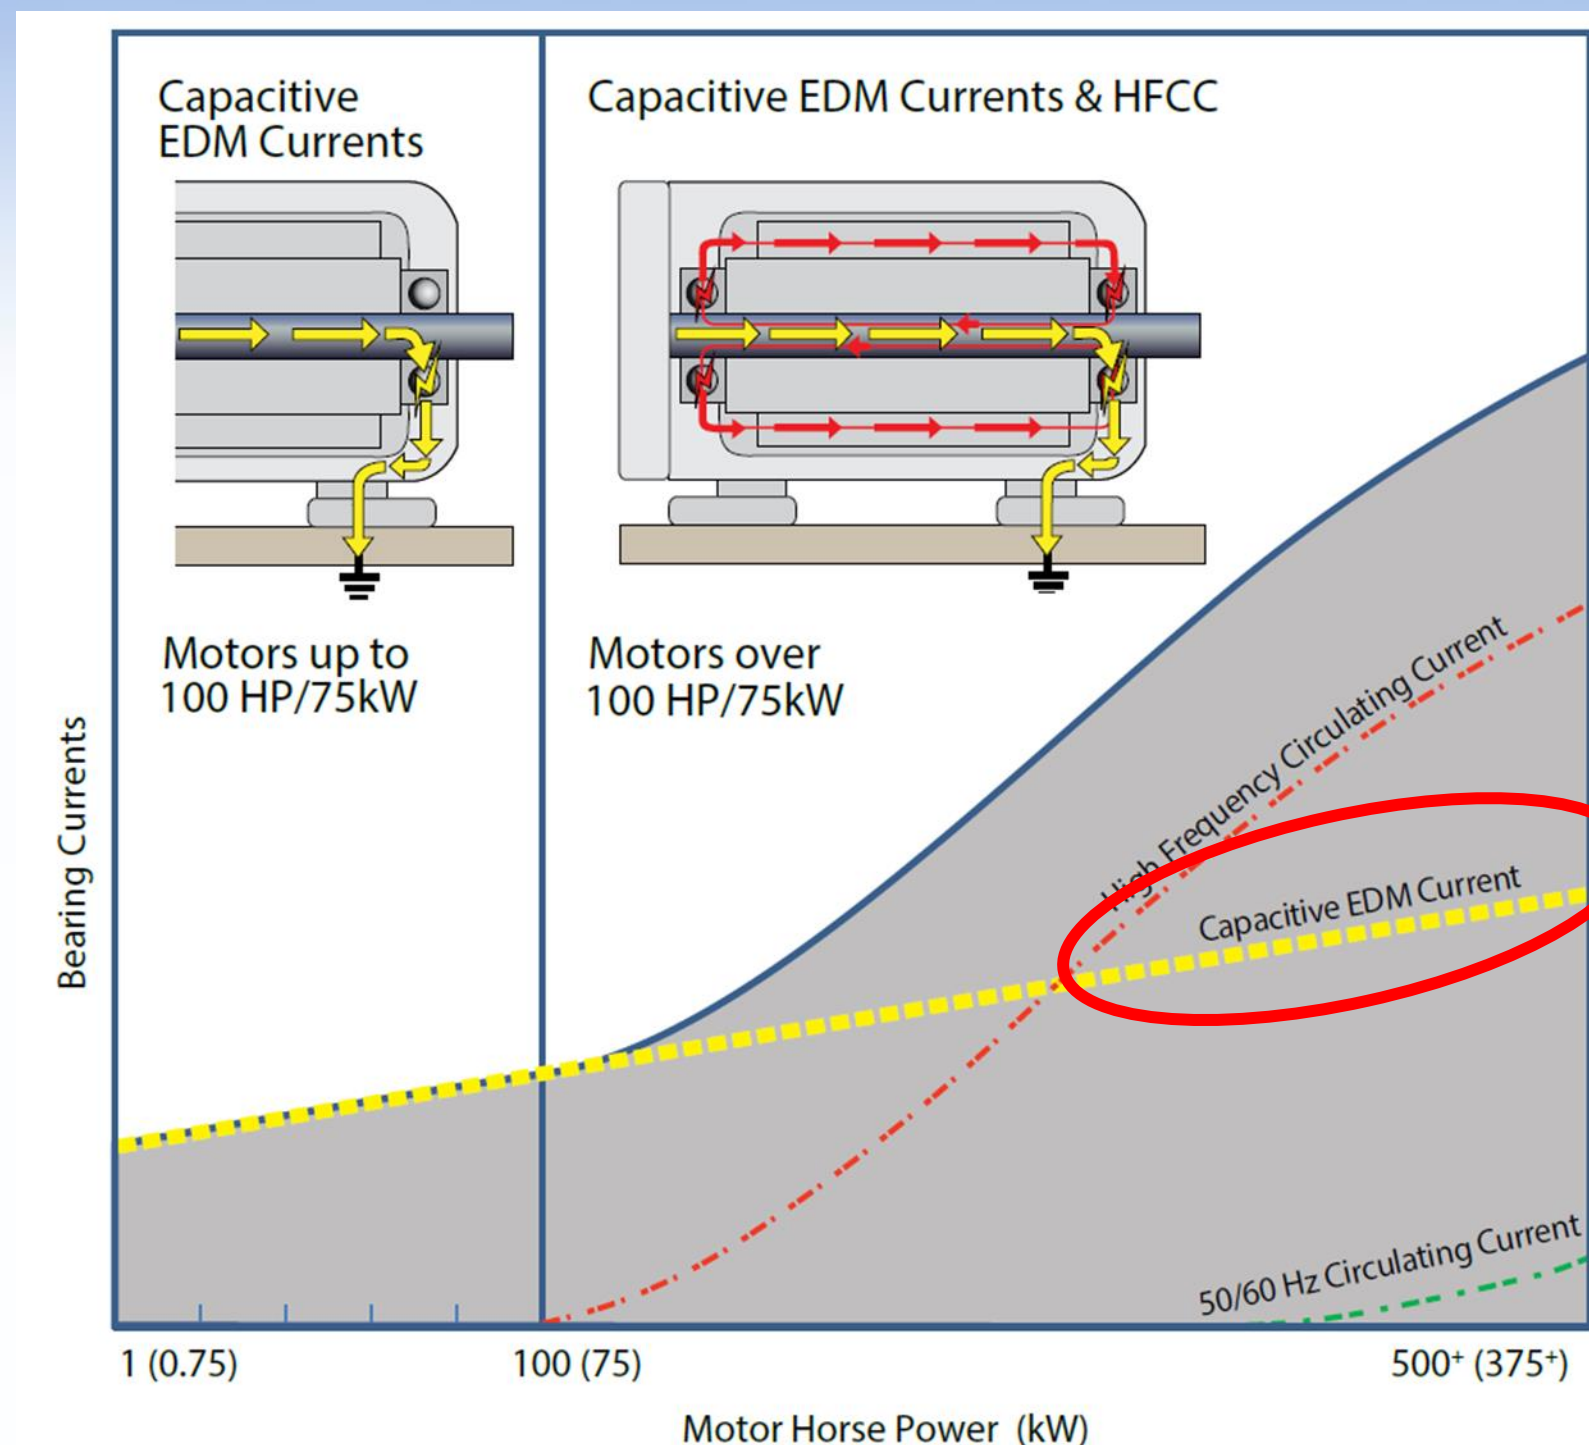 Capacitive
EDM Currents
Capacitive EDM Currents & HFCC
Motors up to
100 HP/75kW
Motors over
100 HP/75kW
Bearing Currents
High Frequency Circulating Current
Capacitive EDM Current
50/60 Hz Circulating Current
1 (0.75)
100 (75)
500⁺ (375⁺)
Motor Horse Power (kW)